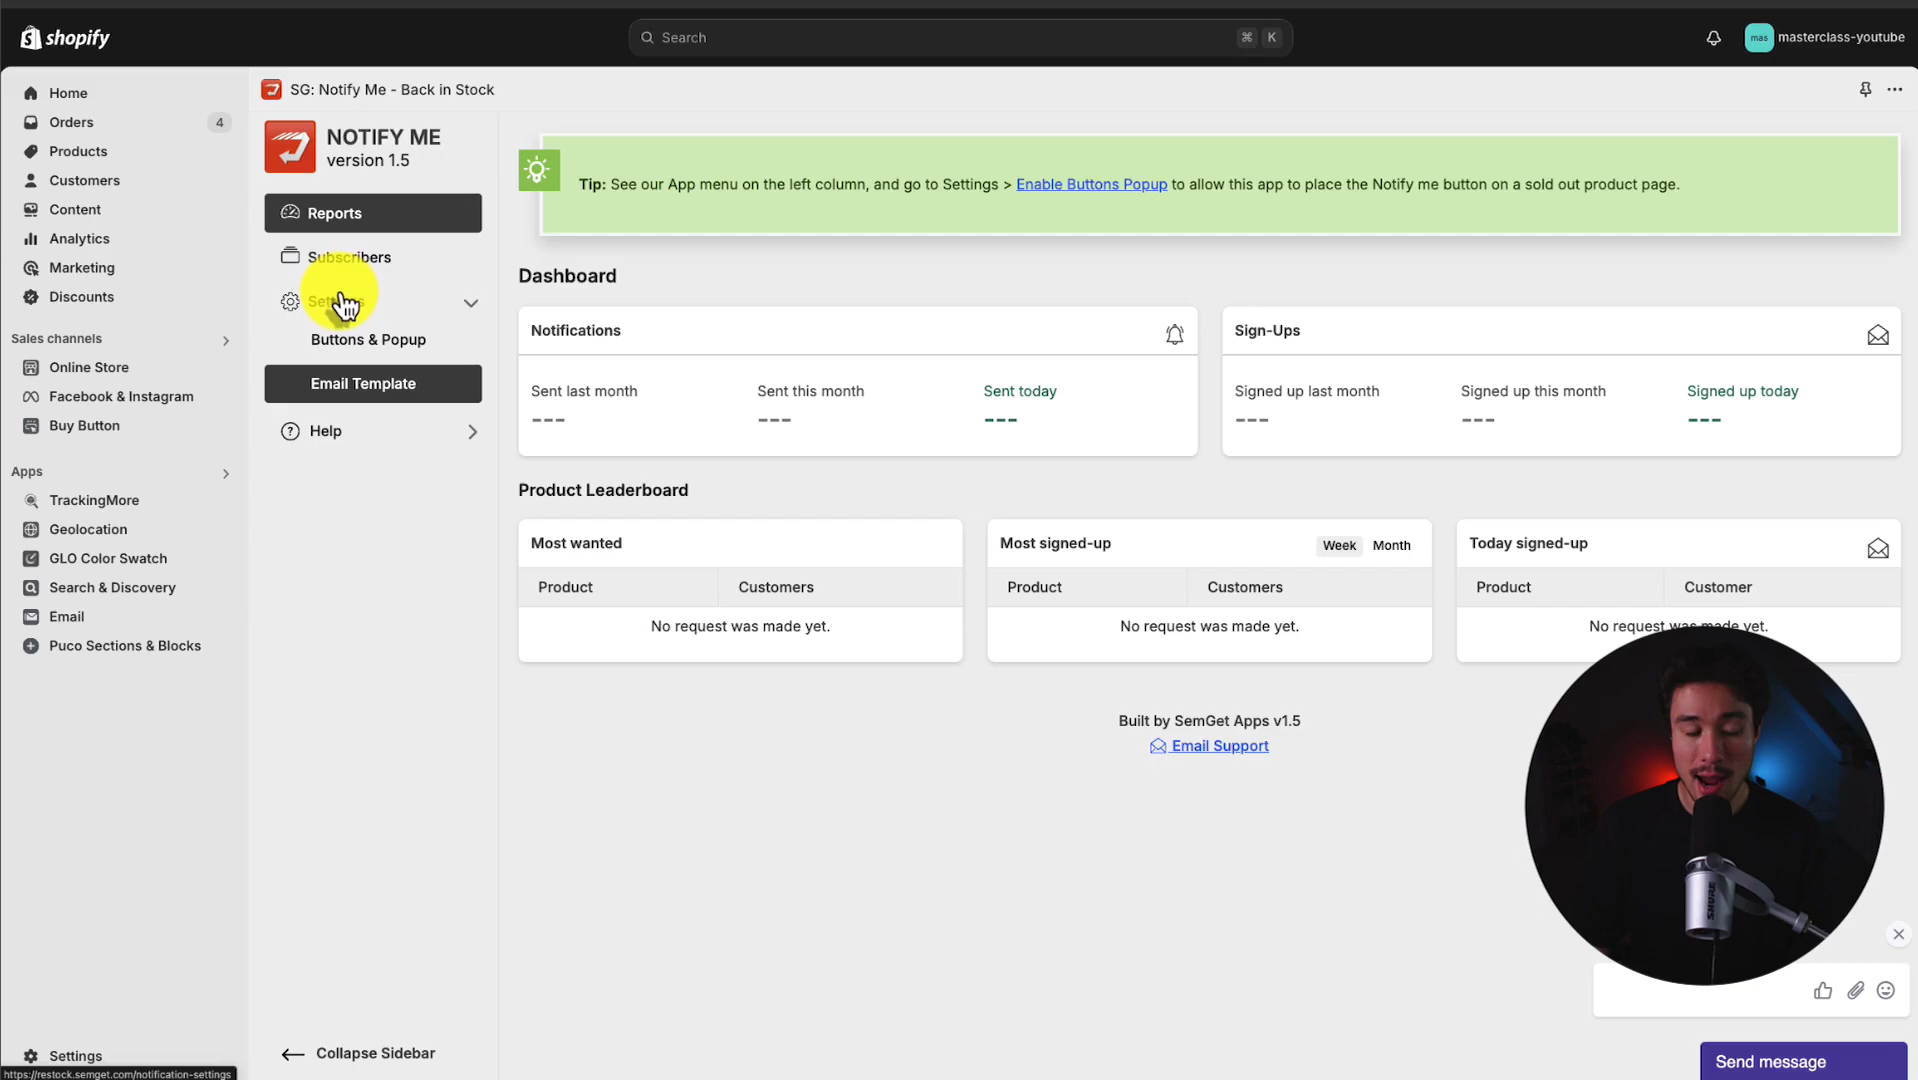 shopify
Search
⌘ K
mas
masterclass-youtube
Home
Orders
4
Products
Customers
Content
Analytics
Marketing
Discounts
Sales channels
Online Store
Facebook & Instagram
Buy Button
Apps
TrackingMore
Geolocation
GLO Color Swatch
Search & Discovery
Email
Puco Sections & Blocks
Settings
https://restock.semget.com/notification-settings
SG: Notify Me - Back in Stock
NOTIFY ME
version 1.5
Reports
Subscribers
Settings
Buttons & Popup
Email Template
Help
Collapse Sidebar
Tip: See our App menu on the left column, and go to Settings > Enable Buttons Popup to allow this app to place the Notify me button on a sold out product page.
Dashboard
Notifications
Sent last month
Sent this month
Sent today
---
---
---
Sign-Ups
Signed up last month
Signed up this month
Signed up today
---
---
---
Product Leaderboard
Most wanted
Product
Customers
No request was made yet.
Most signed-up
Week
Month
Product
Customers
No request was made yet.
Today signed-up
Product
Customer
No request was made yet.
Built by SemGet Apps v1.5
Email Support
SHURE
Send message